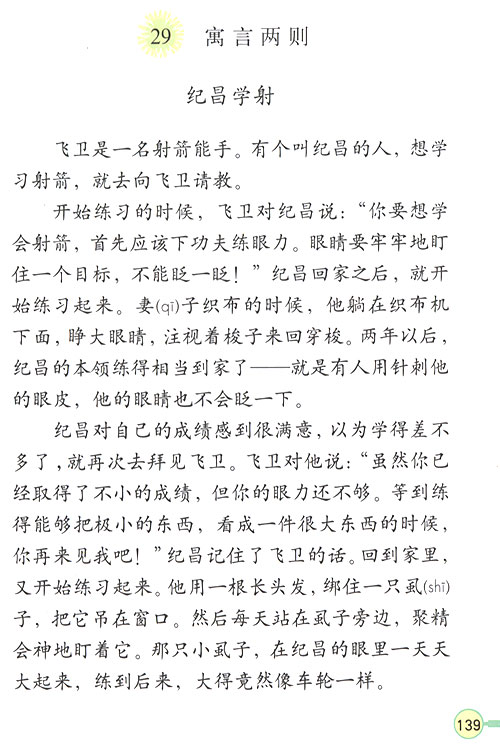 29 寓言两则
纪昌学射
飞卫是一名射箭能手。有个叫纪昌的人，想学
习射箭，就去向飞卫请教。
开始练习的时候，飞卫对纪昌说：“你要想学
会射箭，首先应该下功夫练眼力。眼睛要牢牢地盯
住一个目标，不能眨一眨！”纪昌回家之后，就开
始练习起来。妻(qī)子织布的时候，他躺在织布机
下面，睁大眼睛，注视着梭子来回穿梭。两年以后，
纪昌的本领练得相当到家了——就是有人用针刺他
的眼皮，他的眼睛也不会眨一下。
纪昌对自己的成绩感到很满意，以为学得差不
多了，就再次去拜见飞卫。飞卫对他说：“虽然你已
经取得了不小的成绩，但你的眼力还不够。等到练
得能够把极小的东西，看成一件很大东西的时候，
你再来见我吧！”纪昌记住了飞卫的话。回到家里，
又开始练习起来。他用一根长头发，绑住一只虱(shī)
子，把它吊在窗口。然后每天站在虱子旁边，聚精
会神地盯着它。那只小虱子，在纪昌的眼里一天天
大起来，练到后来，大得竟然像车轮一样。
139